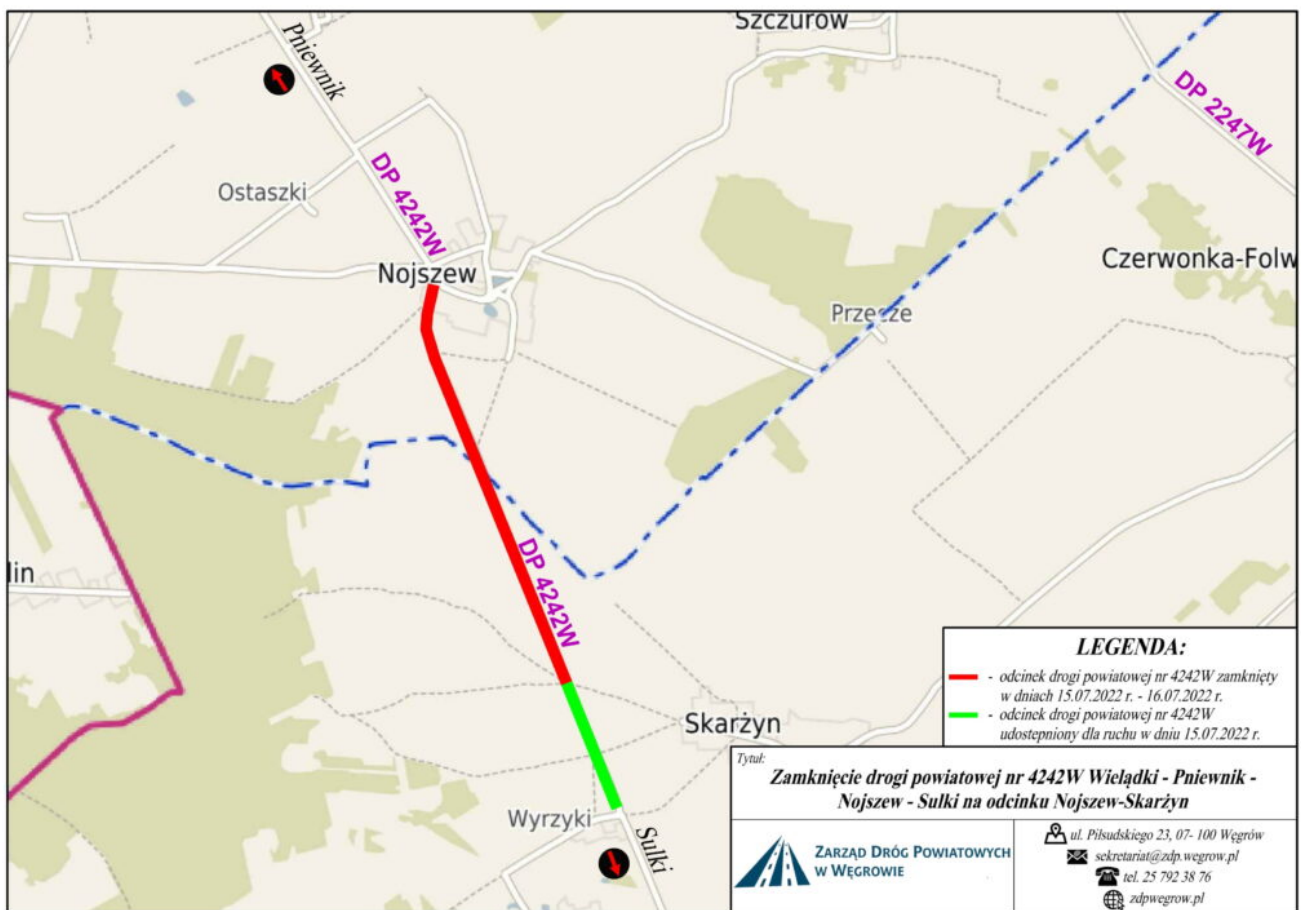 Szczurów
Pniewnik
DP 2247W
DP 4242W
Ostaszki
Nojszew
Czerwonka-Folw
Przęcze
DP 4242W
lin
Skarżyn
Wyrzyki
Sulki
LEGENDA:
- odcinek drogi powiatowej nr 4242W zamknięty
w dniach 15.07.2022 r. - 16.07.2022 r.
- odcinek drogi powiatowej nr 4242W
udostepniony dla ruchu w dniu 15.07.2022 r.
Tytuł:
Zamknięcie drogi powiatowej nr 4242W Wielądki - Pniewnik -
Nojszew - Sulki na odcinku Nojszew-Skarżyn
ZARZĄD DRÓG POWIATOWYCH
W WĘGROWIE
ul. Piłsudskiego 23, 07- 100 Węgrów
sekretariat@zdp.wegrow.pl
tel. 25 792 38 76
zdpwegrow.pl